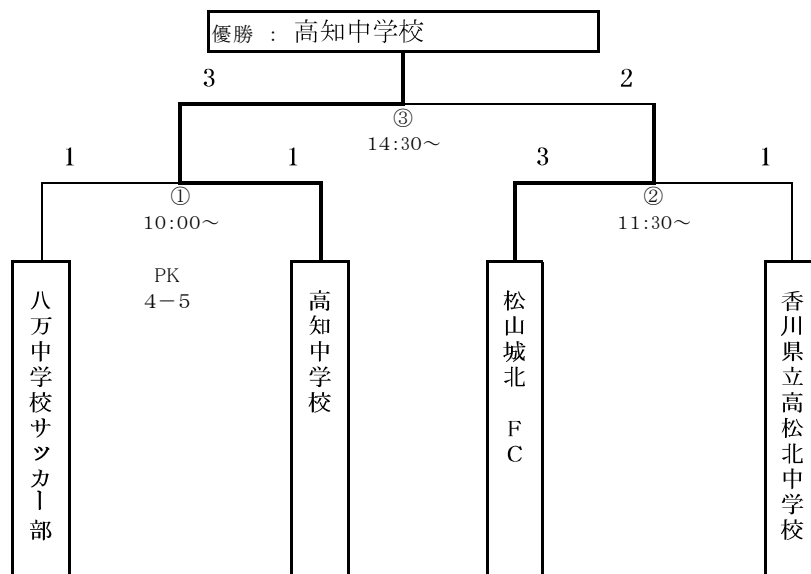 優勝 : 高知中学校
3
2
③
14:30～
1
1
3
1
①
②
10:00～
11:30～
PK
4－5
八万中学校サッカー部
高知中学校
松山城北 FC
香川県立高松北中学校